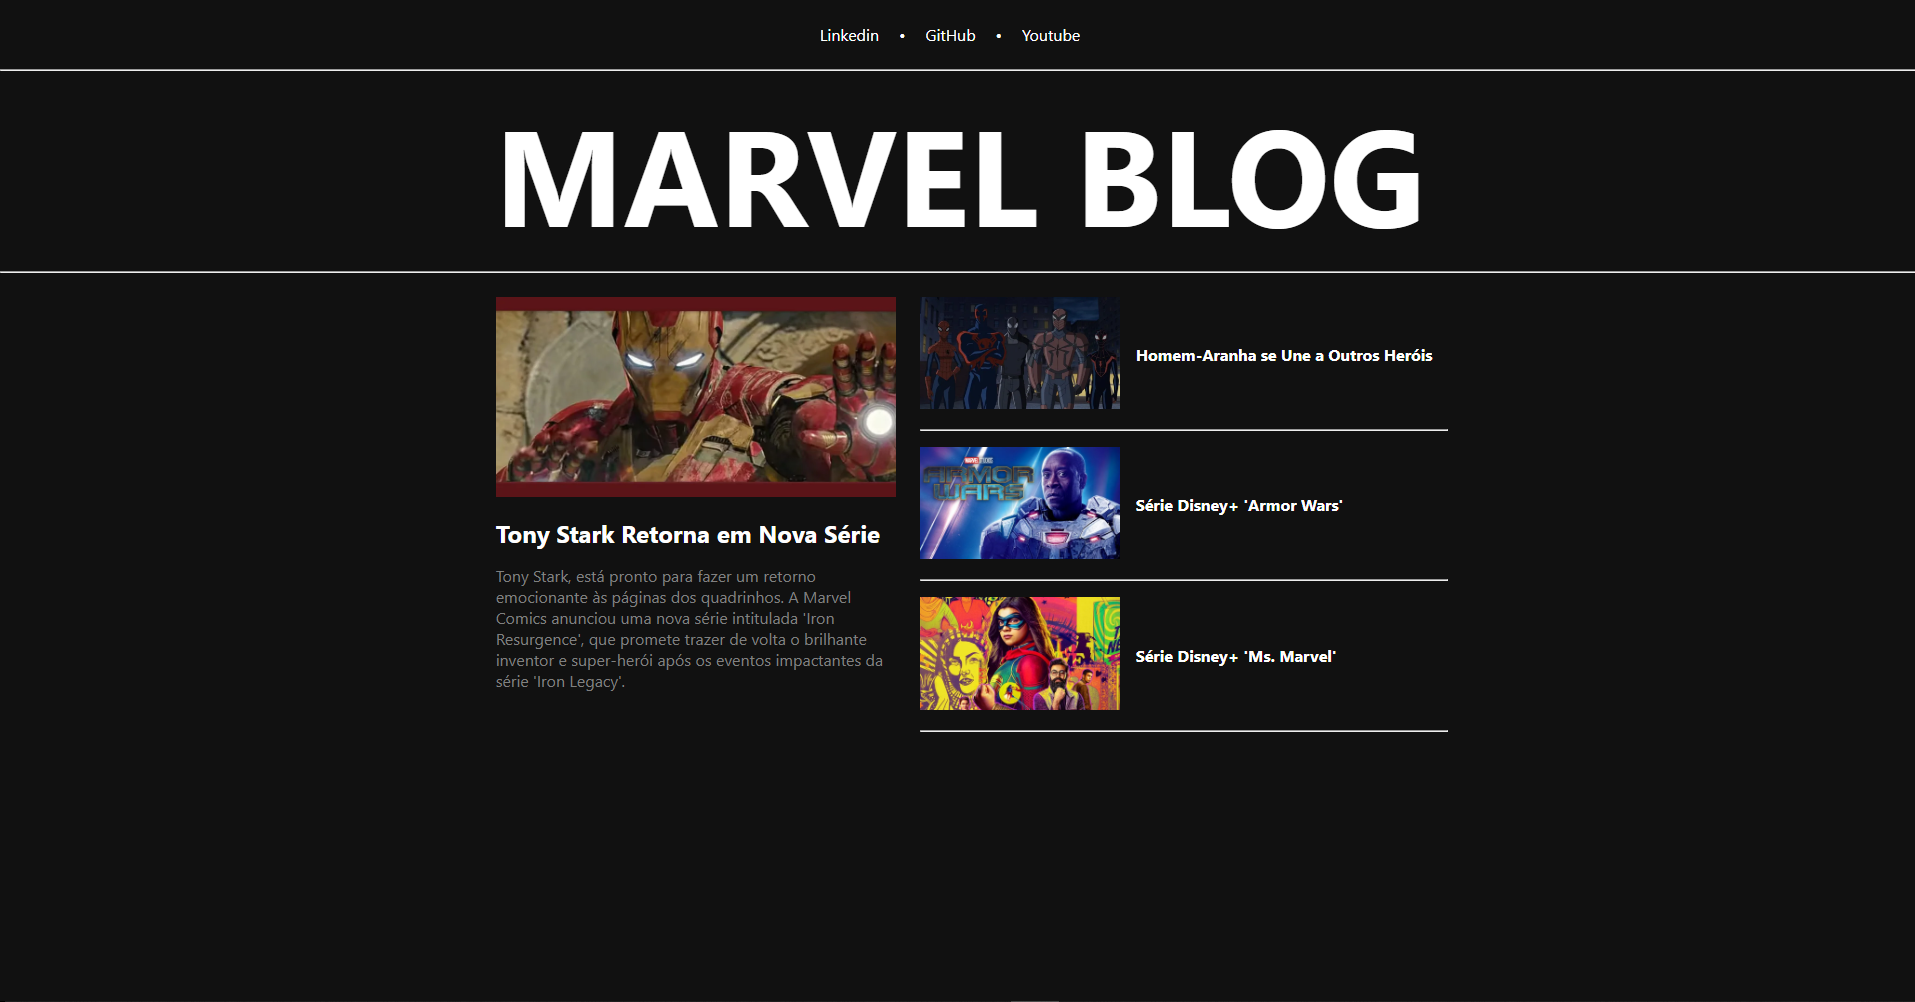 Linkedin • GitHub • Youtube
MARVEL BLOG
Tony Stark Retorna em Nova Série
Tony Stark, está pronto para fazer um retorno
emocionante às páginas dos quadrinhos. A Marvel
Comics anunciou uma nova série intitulada 'Iron
Resurgence', que promete trazer de volta o brilhante
inventor e super-herói após os eventos impactantes da
série 'Iron Legacy'.
Homem-Aranha se Une a Outros Heróis
MARVEL STUDIOS
ARMOR
WARS
Série Disney+ 'Armor Wars'
Série Disney+ 'Ms. Marvel'